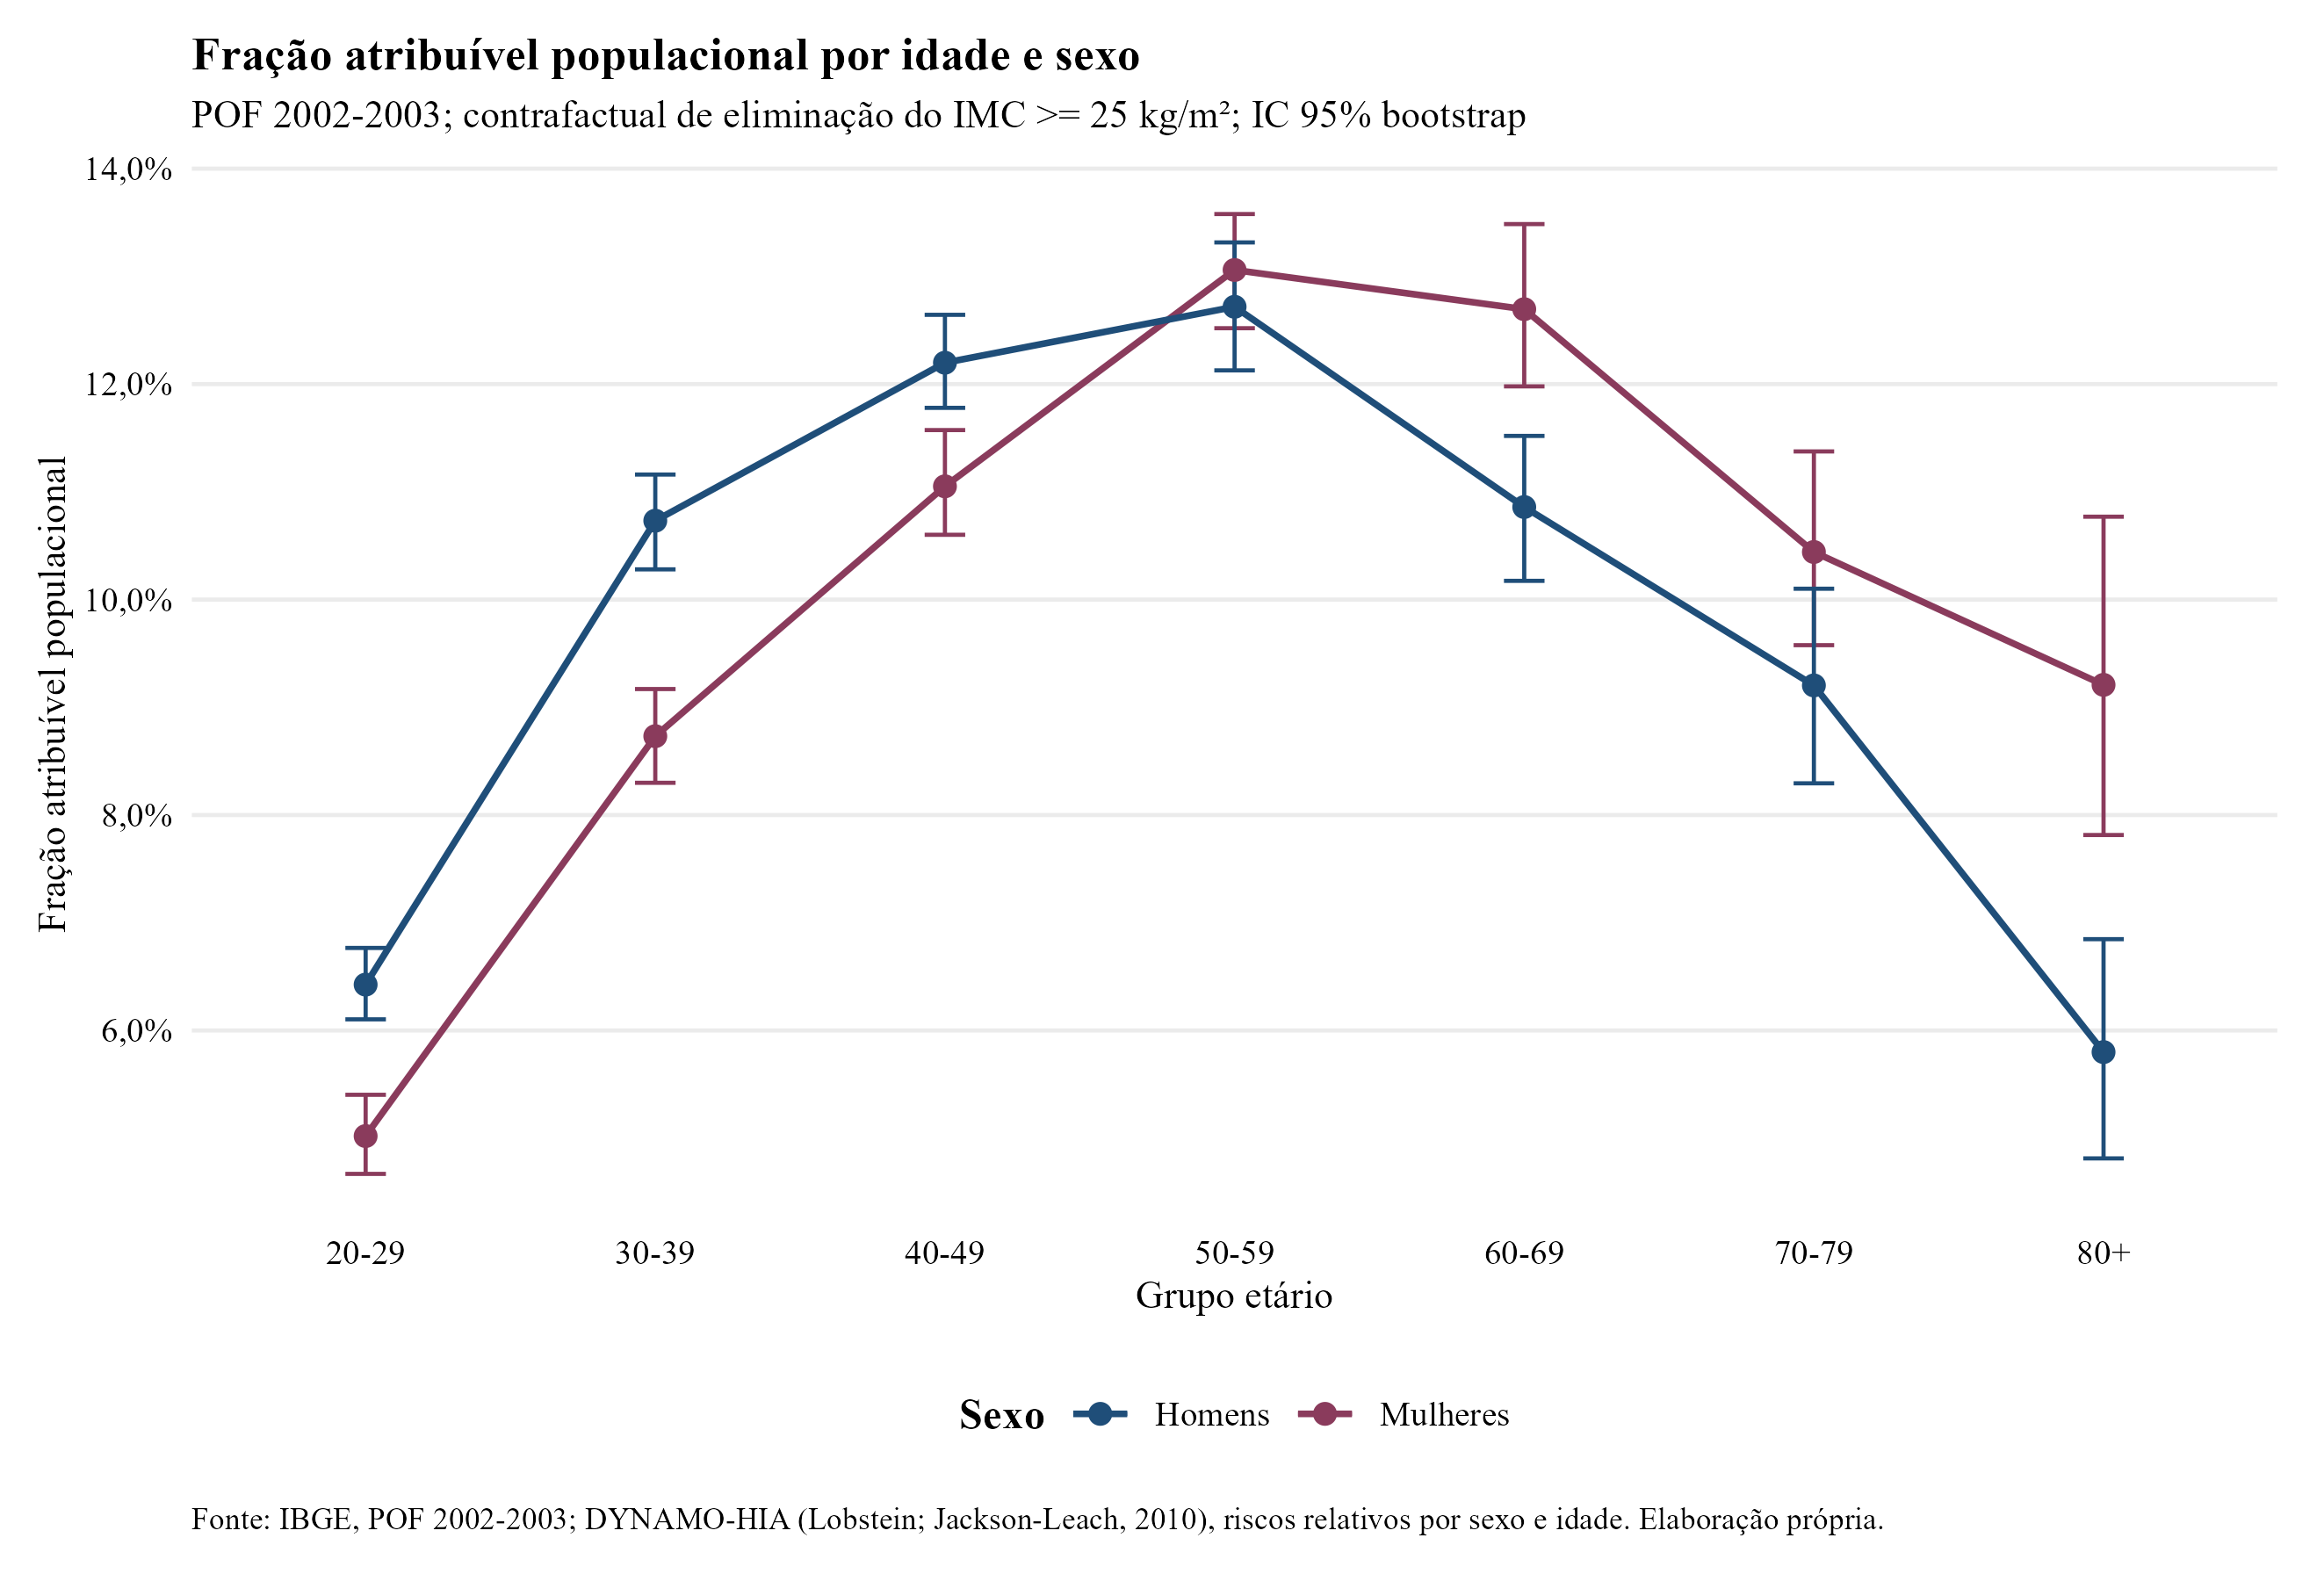 Fração atribuível populacional por idade e sexo
POF 2002-2003; contrafactual de eliminação do IMC >= 25 kg/m²; IC 95% bootstrap
14,0%
12,0%
10,0%
8,0%
6,0%
Fração atribuível populacional
20-29 30-39 40-49 50-59 60-69 70-79 80+
Grupo etário
Sexo Homens Mulheres
Fonte: IBGE, POF 2002-2003; DYNAMO-HIA (Lobstein; Jackson-Leach, 2010), riscos relativos por sexo e idade. Elaboração própria.